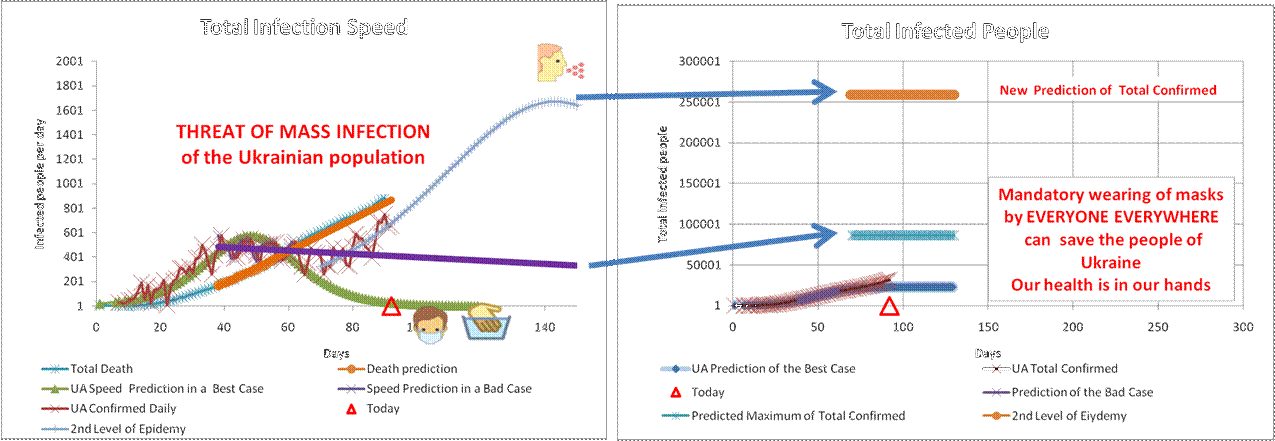 Total Infection Speed
Infected people per day
2001
1801
1601
1401
1201
1001
801
601
401
201
1
THREAT OF MASS INFECTION
of the Ukrainian population
0
20
40
60
80
140
Days
Total Death
Death prediction
UA Speed Prediction in a Best Case
Speed Prediction in a Bad Case
UA Confirmed Daily
Today
2nd Level of Epidemy
Total Infected People
Total Infected people
300001
250001
200001
150001
100001
50001
1
New Prediction of Total Confirmed
Mandatory wearing of masks
by EVERYONE EVERYWHERE
can save the people of
Ukraine
Our health is in our hands
0
50
100
150
200
250
300
Days
UA Prediction of the Best Case
UA Total Confirmed
Today
Prediction of the Bad Case
Predicted Maximum of Total Confirmed
2nd Level of Eiydemy